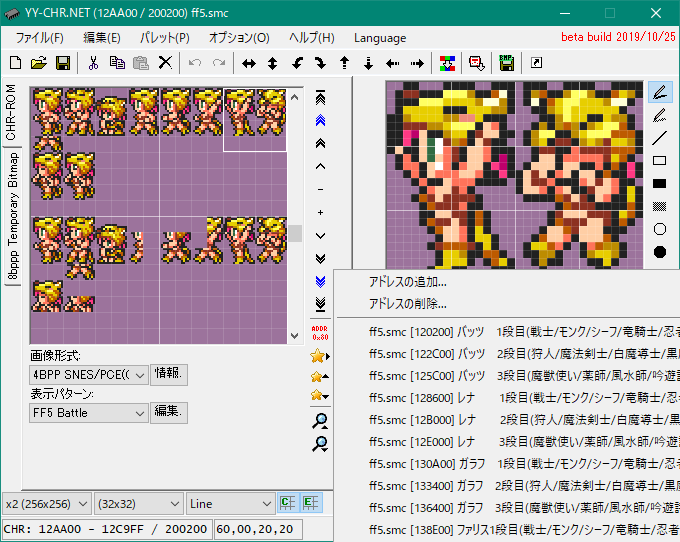 YY-CHR.NET (12AA00 / 200200) ff5.smc
ファイル(F) 編集(E) パレット(P) オプション(O) ヘルプ(H) Language beta build 2019/10/25
BMP
CHR-ROM
8bppp Temporary Bitmap
アドレスの追加...
アドレスの削除...
ADDR
0x80
ff5.smc [120200] バッツ 1段目(戦士/モンク/シーフ/竜騎士/忍者
ff5.smc [122C00] バッツ 2段目(狩人/魔法剣士/白魔導士/黒
ff5.smc [125C00] バッツ 3段目(魔獣使い/薬師/風水師/吟遊
ff5.smc [128600] レナ 1段目(戦士/モンク/シーフ/竜騎士/忍者
ff5.smc [12B000] レナ 2段目(狩人/魔法剣士/白魔導士/黒
ff5.smc [12E000] レナ 3段目(魔獣使い/薬師/風水師/吟遊
ff5.smc [130A00] ガラフ 1段目(戦士/モンク/シーフ/竜騎士/
ff5.smc [133400] ガラフ 2段目(狩人/魔法剣士/白魔導士/
ff5.smc [136400] ガラフ 3段目(魔獣使い/薬師/風水師/吟
ff5.smc [138E00] ファリス1段目(戦士/モンク/シーフ/竜騎士/忍者
画像形式:
4BPP SNES/PCE(( 情報.
表示パターン:
FF5 Battle 編集.
x2 (256x256) (32x32) Line C E
CHR: 12AA00 - 12C9FF / 200200 60,00,20,20